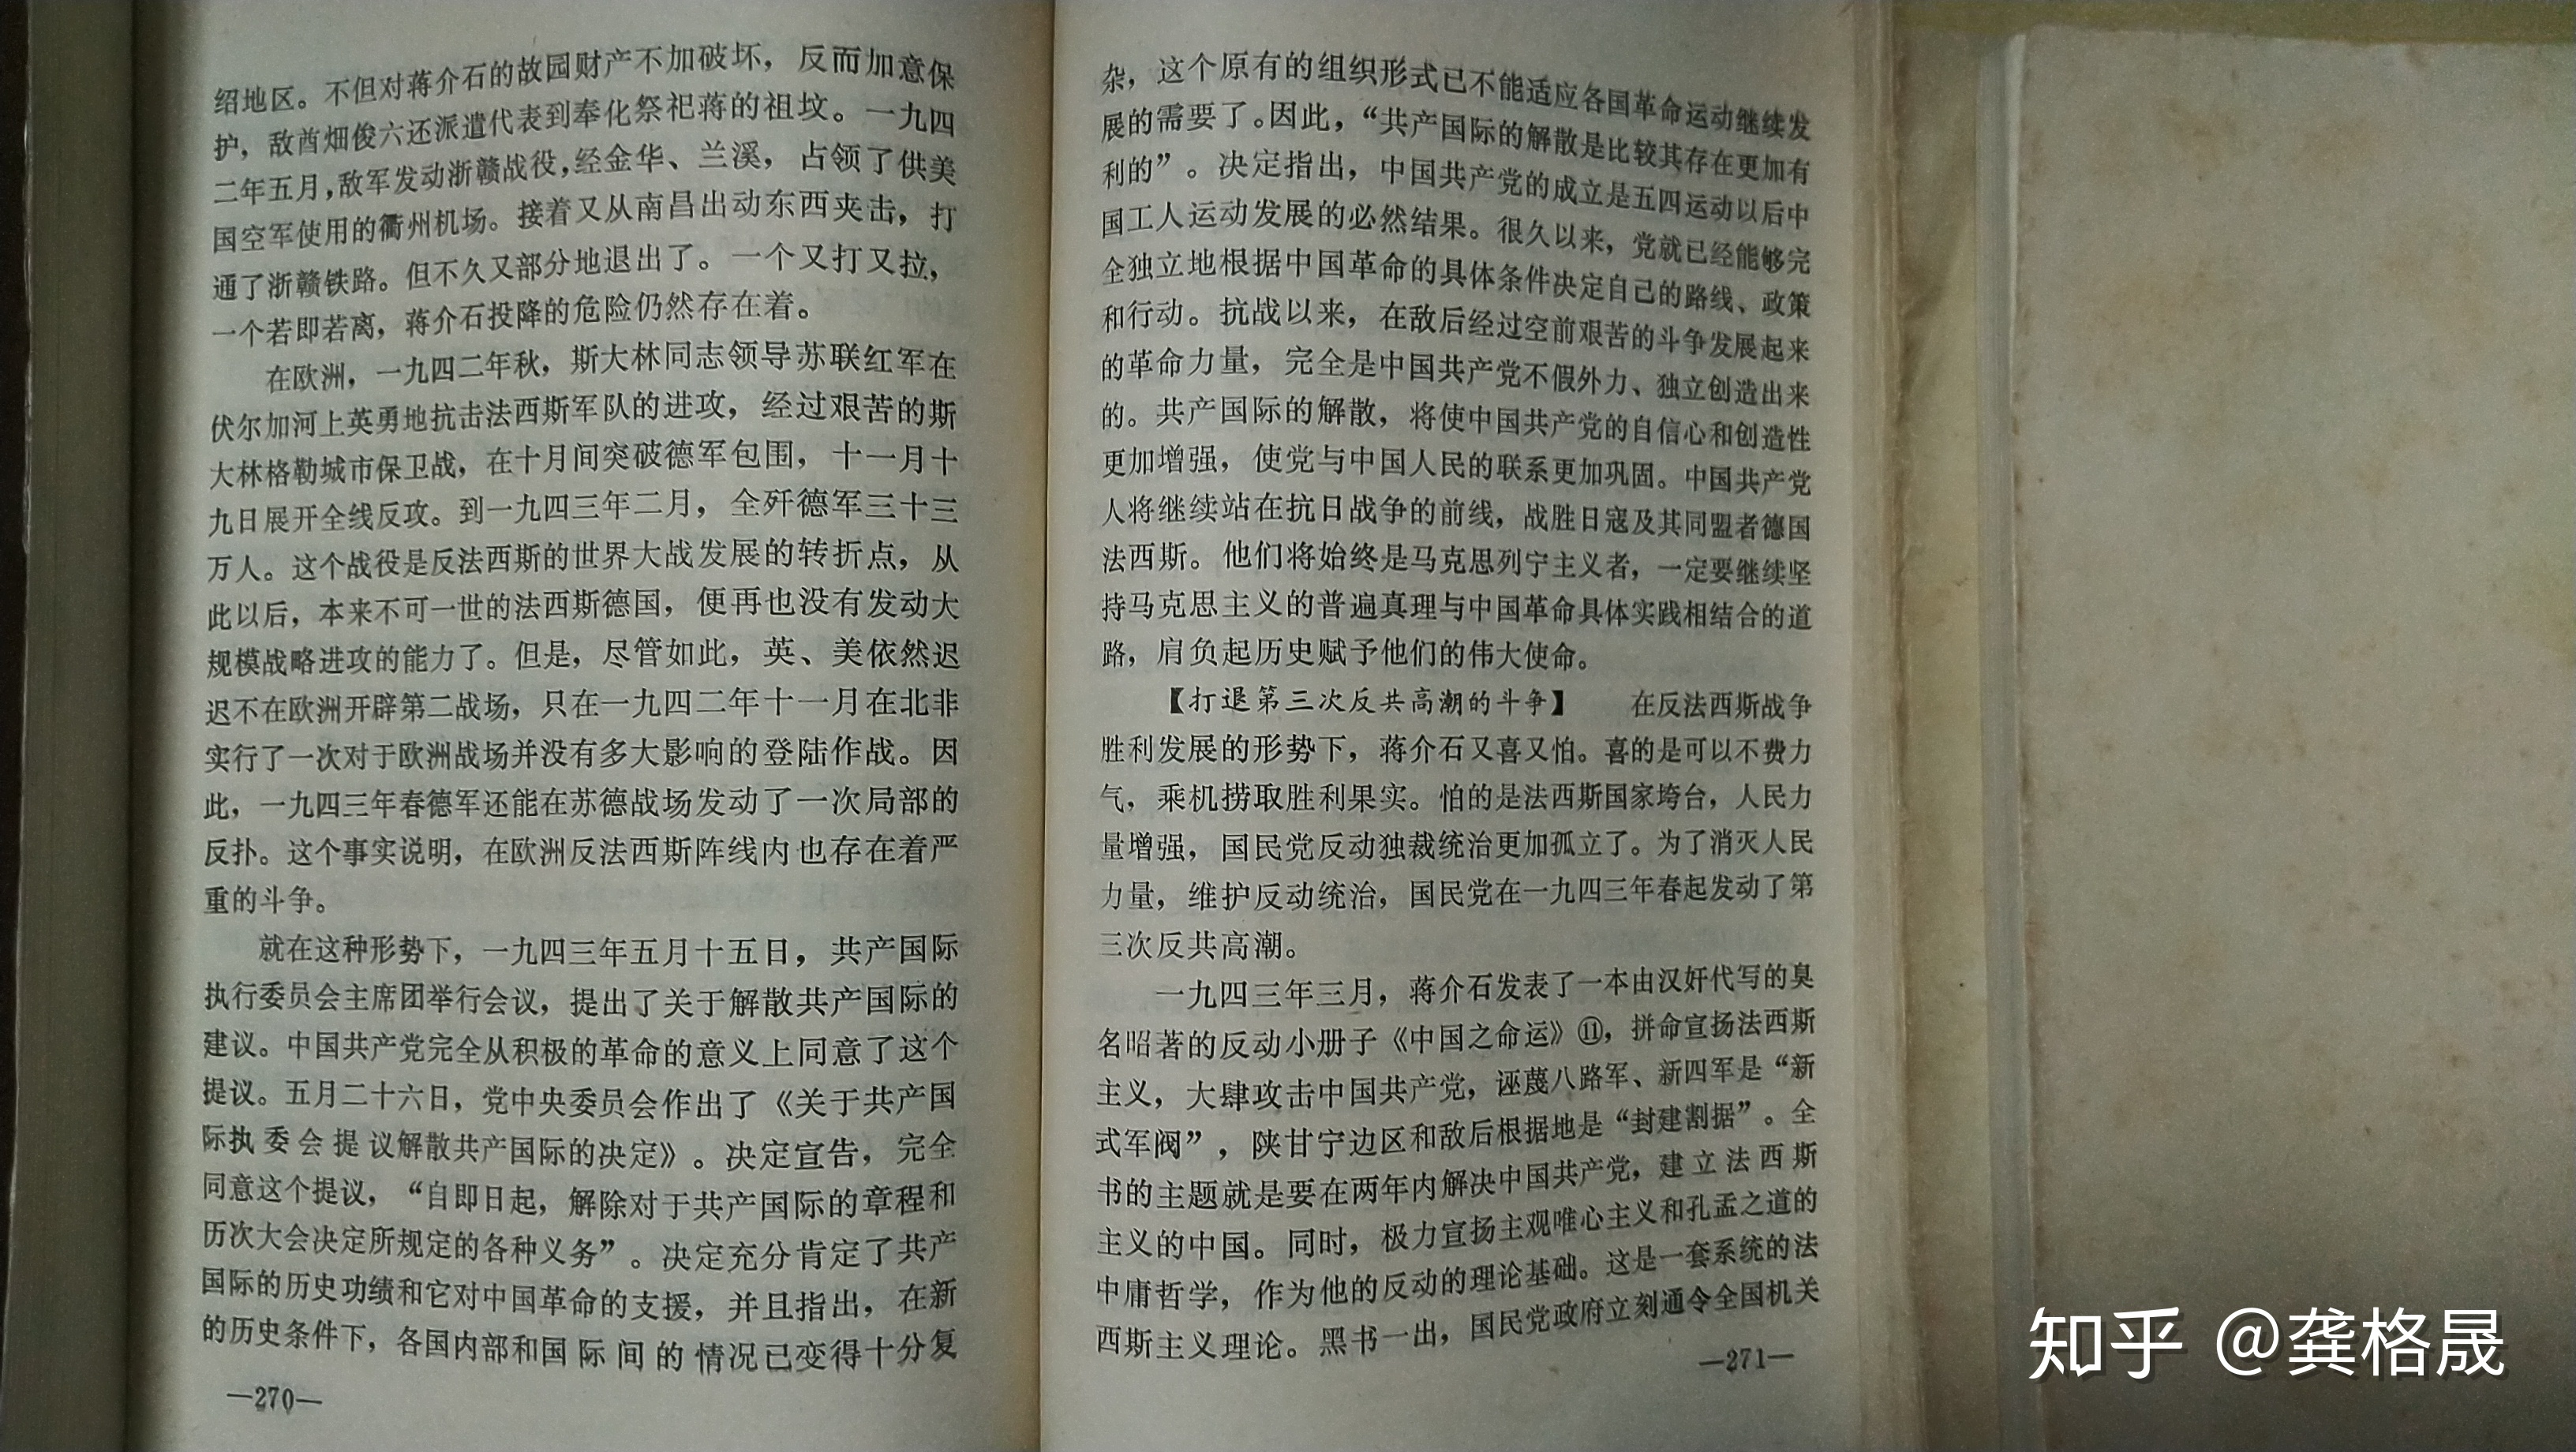 绍地区。不但对蒋介石的故园财产不加破坏，反而加意保
护，敌酋畑俊六还派遣代表到奉化祭祀蒋的祖坟。一九四
二年五月，敌军发动浙赣战役，经金华、兰溪，占领了供美
国空军使用的衢州机场。接着又从南昌出动东西夹击，打
通了浙赣铁路。但不久又部分地退出了。一个又打又拉，
一个若即若离，蒋介石投降的危险仍然存在着。
在欧洲，一九四二年秋，斯大林同志领导苏联红军在
伏尔加河上英勇地抗击法西斯军队的进攻，经过艰苦的斯
大林格勒城市保卫战，在十月间突破德军包围，十一月十
九日展开全线反攻。到一九四三年二月，全歼德军三十三
万人。这个战役是反法西斯的世界大战发展的转折点，从
此以后，本来不可一世的法西斯德国，便再也没有发动大
规模战略进攻的能力了。但是，尽管如此，英、美依然迟
迟不在欧洲开辟第二战场，只在一九四二年十一月在北非
实行了一次对于欧洲战场并没有多大影响的登陆作战。因
此，一九四三年春德军还能在苏德战场发动了一次局部的
反扑。这个事实说明，在欧洲反法西斯阵线内也存在着严
重的斗争。
就在这种形势下，一九四三年五月十五日，共产国际
执行委员会主席团举行会议，提出了关于解散共产国际的
建议。中国共产党完全从积极的革命的意义上同意了这个
提议。五月二十六日，党中央委员会作出了《关于共产国
际执委会提议解散共产国际的决定》。决定宣告，完全
同意这个提议，“自即日起，解除对于共产国际的章程和
历次大会决定所规定的各种义务”。决定充分肯定了共产
国际的历史功绩和它对中国革命的支援，并且指出，在新
的历史条件下，各国内部和国际间的情况已变得十分复
—270—
杂，这个原有的组织形式已不能适应各国革命运动继续发
展的需要了。因此，“共产国际的解散是比较其存在更加有
利的”。决定指出，中国共产党的成立是五四运动以后中
国工人运动发展的必然结果。很久以来，党就已经能够完
全独立地根据中国革命的具体条件决定自己的路线、政策
和行动。抗战以来，在敌后经过空前艰苦的斗争发展起来
的革命力量，完全是中国共产党不假外力、独立创造出来
的。共产国际的解散，将使中国共产党的自信心和创造性
更加增强，使党与中国人民的联系更加巩固。中国共产党
人将继续站在抗日战争的前线，战胜日寇及其同盟者德国
法西斯。他们将始终是马克思列宁主义者，一定要继续坚
持马克思主义的普遍真理与中国革命具体实践相结合的道
路，肩负起历史赋予他们的伟大使命。
【打退第三次反共高潮的斗争】 在反法西斯战争
胜利发展的形势下，蒋介石又喜又怕。喜的是可以不费力
气，乘机捞取胜利果实。怕的是法西斯国家垮台，人民力
量增强，国民党反动独裁统治更加孤立了。为了消灭人民
力量，维护反动统治，国民党在一九四三年春起发动了第
三次反共高潮。
一九四三年三月，蒋介石发表了一本由汉奸代写的臭
名昭著的反动小册子《中国之命运》⑪，拼命宣扬法西斯
主义，大肆攻击中国共产党，诬蔑八路军、新四军是“新
式军阀”，陕甘宁边区和敌后根据地是“封建割据”。全
书的主题就是要在两年内解决中国共产党，建立法西斯
主义的中国。同时，极力宣扬主观唯心主义和孔孟之道的
中庸哲学，作为他的反动的理论基础。这是一套系统的法
西斯主义理论。黑书一出，国民党政府立刻通令全国机关
—271—
知乎 @龚格晟